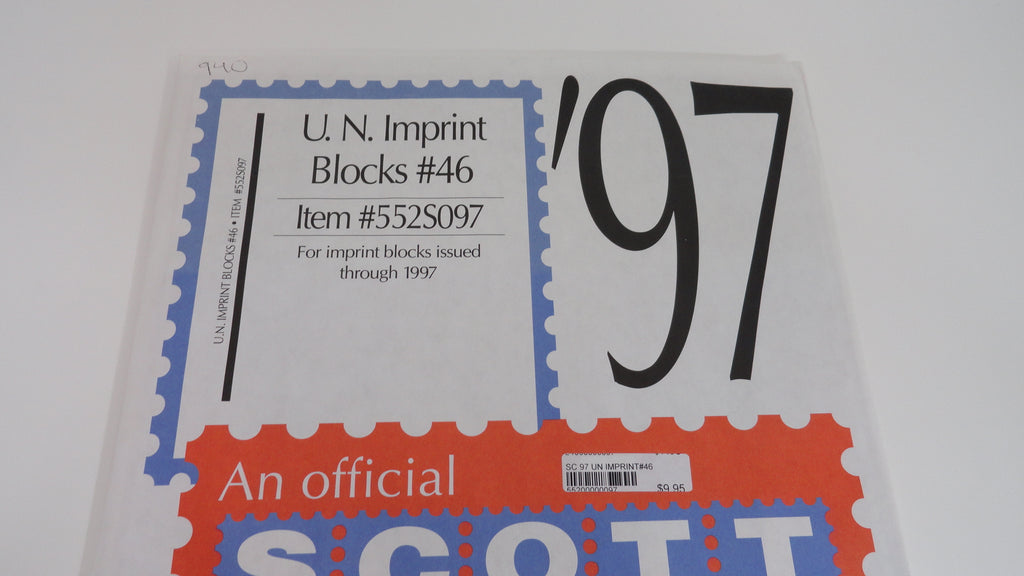 940
'97
U. N. Imprint
Blocks #46
Item #552S097
For imprint blocks issued
through 1997
U.N. IMPRINT BLOCKS #46 • ITEM #552S097
An official
SC 97 UN IMPRINT#46
55200000097
$9.95
SCOTT